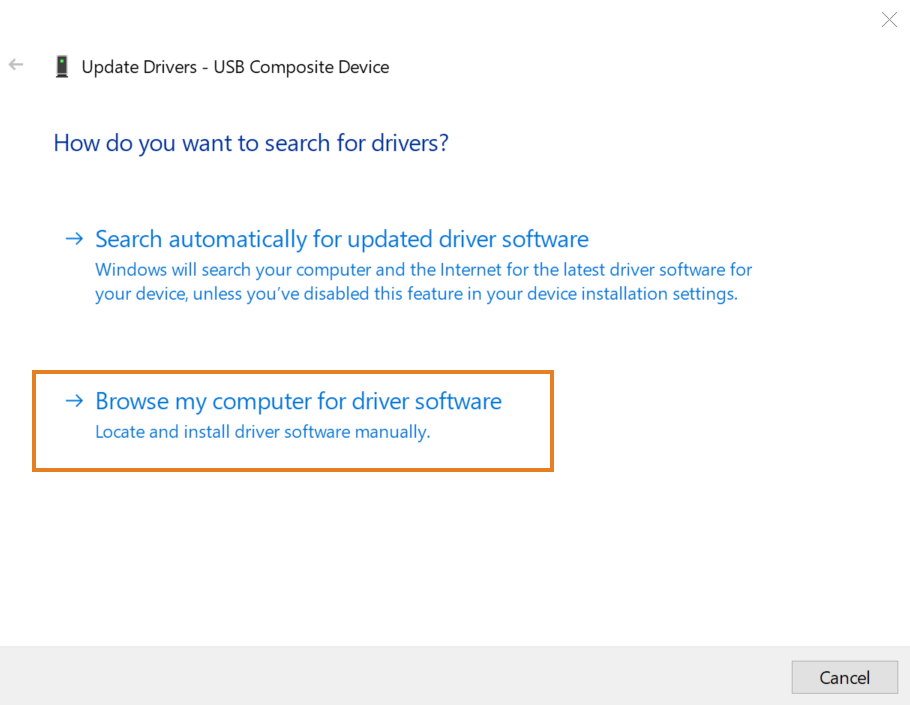 Update Drivers - USB Composite Device
How do you want to search for drivers?
Search automatically for updated driver software
Windows will search your computer and the Internet for the latest driver software for
your device, unless you’ve disabled this feature in your device installation settings.
Browse my computer for driver software
Locate and install driver software manually.
Cancel